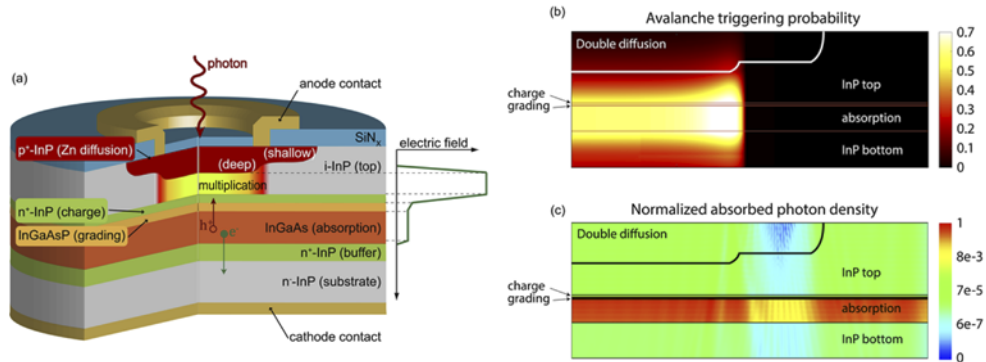 (a)
photon
anode contact
SiNx
p⁺-InP (Zn diffusion)
(shallow)
(deep)
i-InP (top)
electric field
multiplication
n⁺-InP (charge)
InGaAsP (grading)
h⁺
e⁻
InGaAs (absorption)
n⁺-InP (buffer)
n⁻-InP (substrate)
cathode contact
(b)
Avalanche triggering probability
Double diffusion
InP top
charge
grading
absorption
InP bottom
0.7
0.6
0.5
0.4
0.3
0.2
0.1
0
(c)
Normalized absorbed photon density
Double diffusion
InP top
charge
grading
absorption
InP bottom
1
8e-3
7e-5
6e-7
0